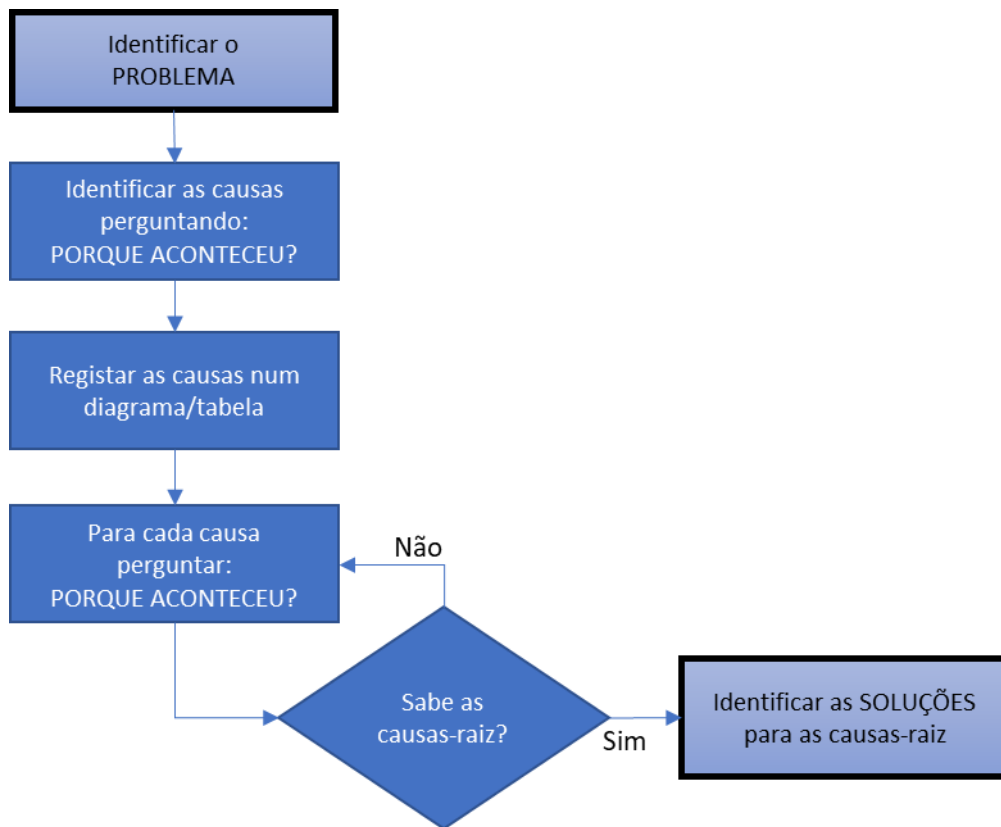 Identificar o
PROBLEMA
Identificar as causas
perguntando:
PORQUE ACONTECEU?
Registar as causas num
diagrama/tabela
Para cada causa
perguntar:
PORQUE ACONTECEU?
Não
Sabe as
causas-raiz?
Sim
Identificar as SOLUÇÕES
para as causas-raiz